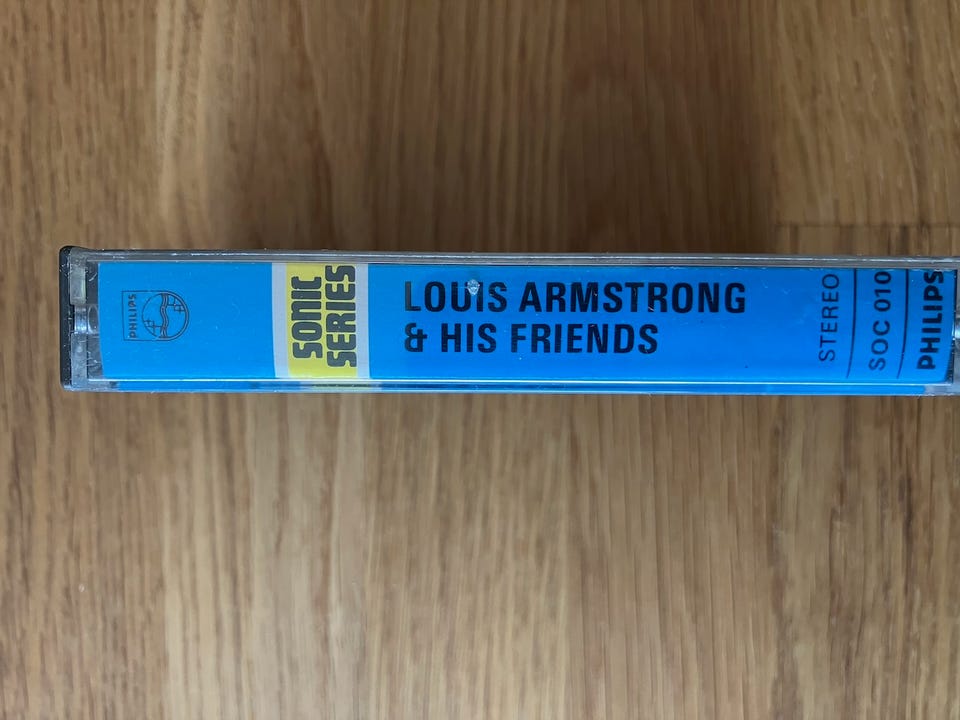 PHILIPS
SONIC
SERIES
LOUIS ARMSTRONG
& HIS FRIENDS
STEREO
SOC 010
PHILIPS